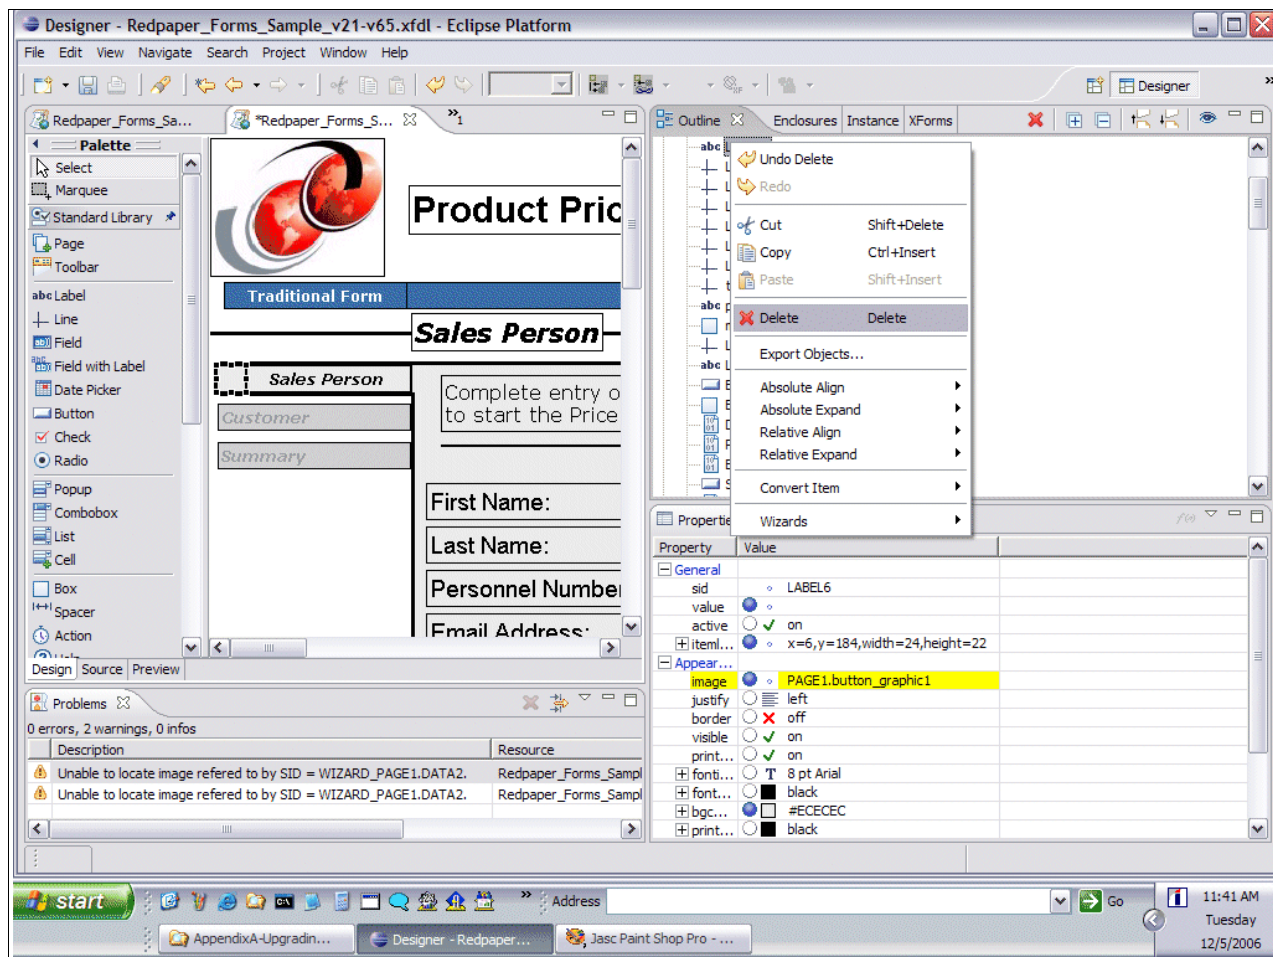 Designer - Redpaper_Forms_Sample_v21-v65.xfdl - Eclipse Platform
File Edit View Navigate Search Project Window Help
Designer
Redpaper_Forms_Sa...
*Redpaper_Forms_S...
1
Palette
Select
Marquee
Standard Library
Page
Toolbar
abc Label
Line
Field
Field with Label
Date Picker
Button
Check
Radio
Popup
Combobox
List
Cell
Box
Spacer
Action
Design Source Preview
Product Pric
Traditional Form
Sales Person
Sales Person
Customer
Summary
Complete entry o
to start the Price
First Name:
Last Name:
Personnel Number
Email Address:
Outline Enclosures Instance XForms
abc
abc
abc
Undo Delete
Redo
Cut Shift+Delete
Copy Ctrl+Insert
Paste Shift+Insert
Delete Delete
Export Objects...
Absolute Align
Absolute Expand
Relative Align
Relative Expand
Convert Item
Wizards
Propertie
Property Value
General
sid LABEL6
value
active on
iteml... x=6,y=184,width=24,height=22
Appear...
image PAGE1.button_graphic1
justify left
border off
visible on
print... on
fonti... 8 pt Arial
font... black
bgc... #ECECEC
print... black
Problems
0 errors, 2 warnings, 0 infos
Description Resource
Unable to locate image refered to by SID = WIZARD_PAGE1.DATA2. Redpaper_Forms_Sampl
Unable to locate image refered to by SID = WIZARD_PAGE1.DATA2. Redpaper_Forms_Sampl
start
Address
Go
11:41 AM
Tuesday
12/5/2006
AppendixA-Upgradin...
Designer - Redpaper...
Jasc Paint Shop Pro - ...